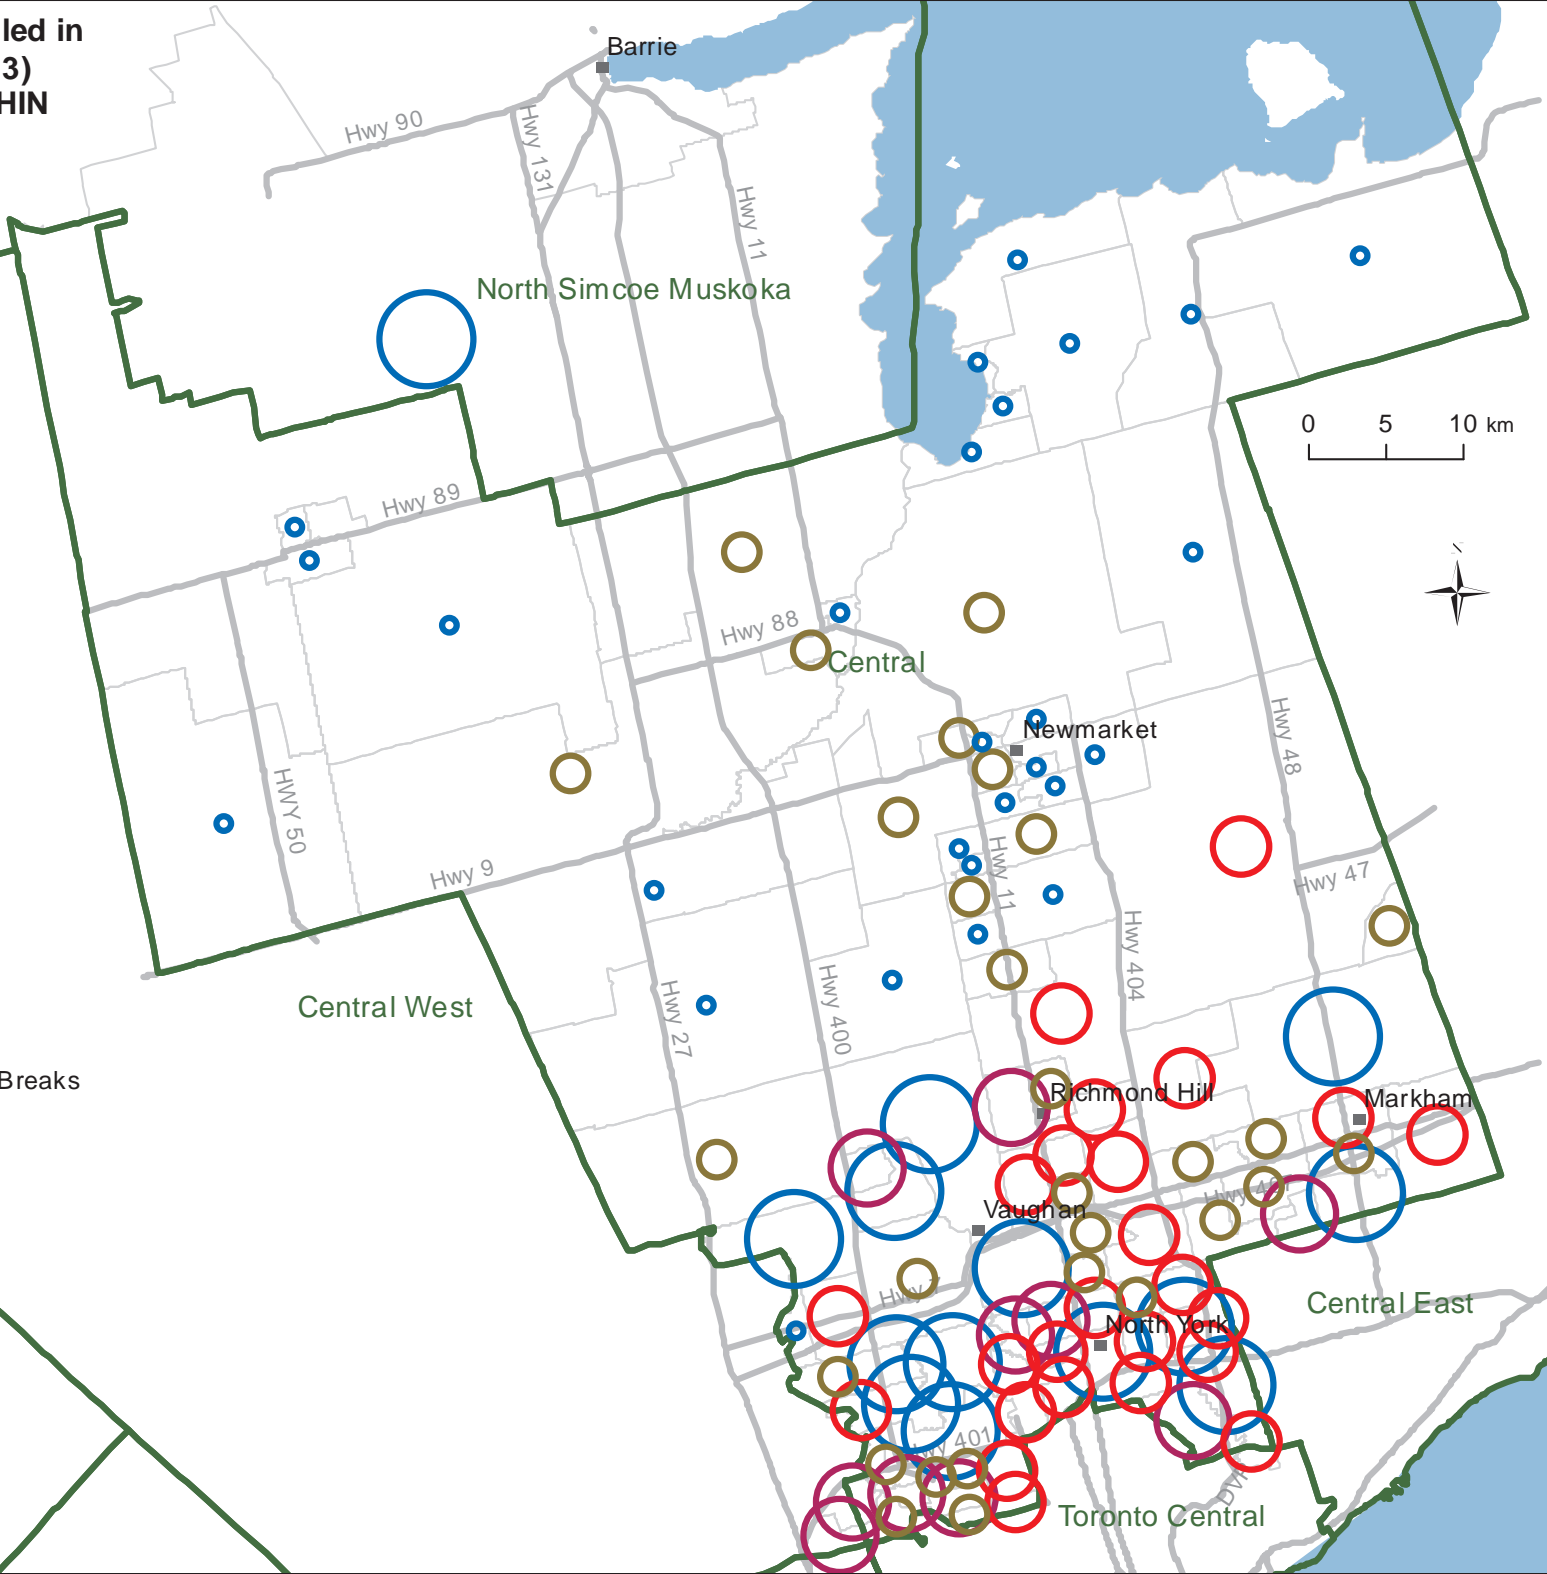 led in
3)
HIN
Barrie
Hwy 90
Hwy 131
Hwy 11
North Simcoe Muskoka
0 5 10 km
Hwy 89
N
Hwy 88
Central
Newmarket
Hwy 48
HWY 50
Hwy 9
Hwy 11
Hwy 47
Hwy 404
Central West
Hwy 27
Hwy 400
Breaks
Richmond Hill
Markham
Vaughan
Hwy 7
Central East
North York
Hwy 401
Toronto Central